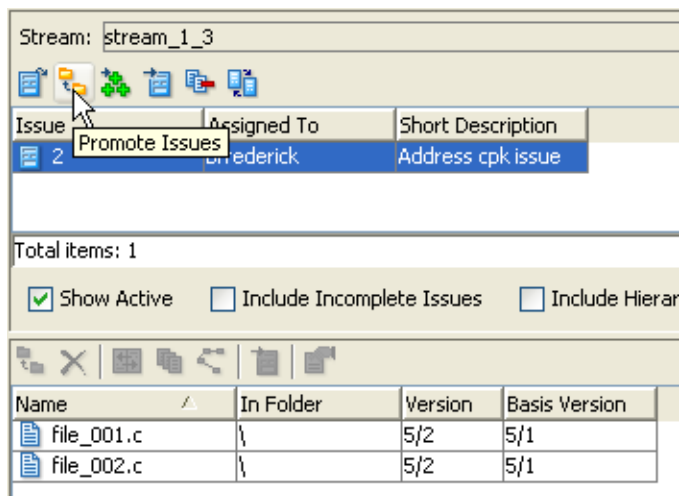 Stream: stream_1_3
Issue Assigned To Short Description
Promote Issues
2 Address cpk issue
Total items: 1
Show Active Include Incomplete Issues Include Hierar
Name In Folder Version Basis Version
file_001.c \ 5/2 5/1
file_002.c \ 5/2 5/1